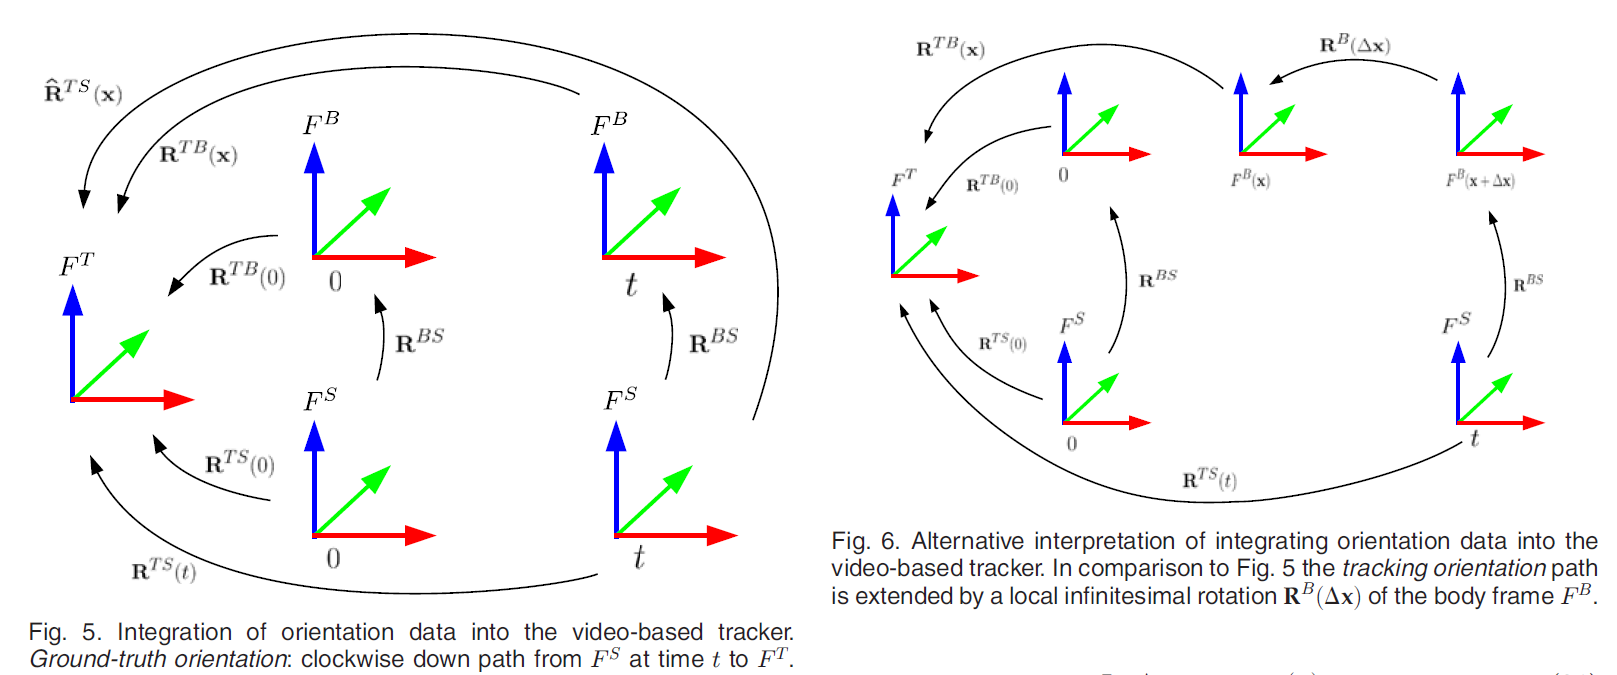 R̂^{TS}(x)
R^{TB}(x)
F^B
F^B
R^{TB}(0)
0
t
F^T
R^{BS}
R^{BS}
F^S
F^S
R^{TS}(0)
0
t
R^{TS}(t)
Fig. 5. Integration of orientation data into the video-based tracker.
Ground-truth orientation: clockwise down path from F^S at time t to F^T.
R^{TB}(x)
R^B(Δx)
R^{TB}(0)
0
F^B(x)
F^B(x + Δx)
F^T
R^{BS}
R^{BS}
F^S
F^S
R^{TS}(0)
0
t
R^{TS}(t)
Fig. 6. Alternative interpretation of integrating orientation data into the
video-based tracker. In comparison to Fig. 5 the tracking orientation path
is extended by a local infinitesimal rotation R^B(Δx) of the body frame F^B.